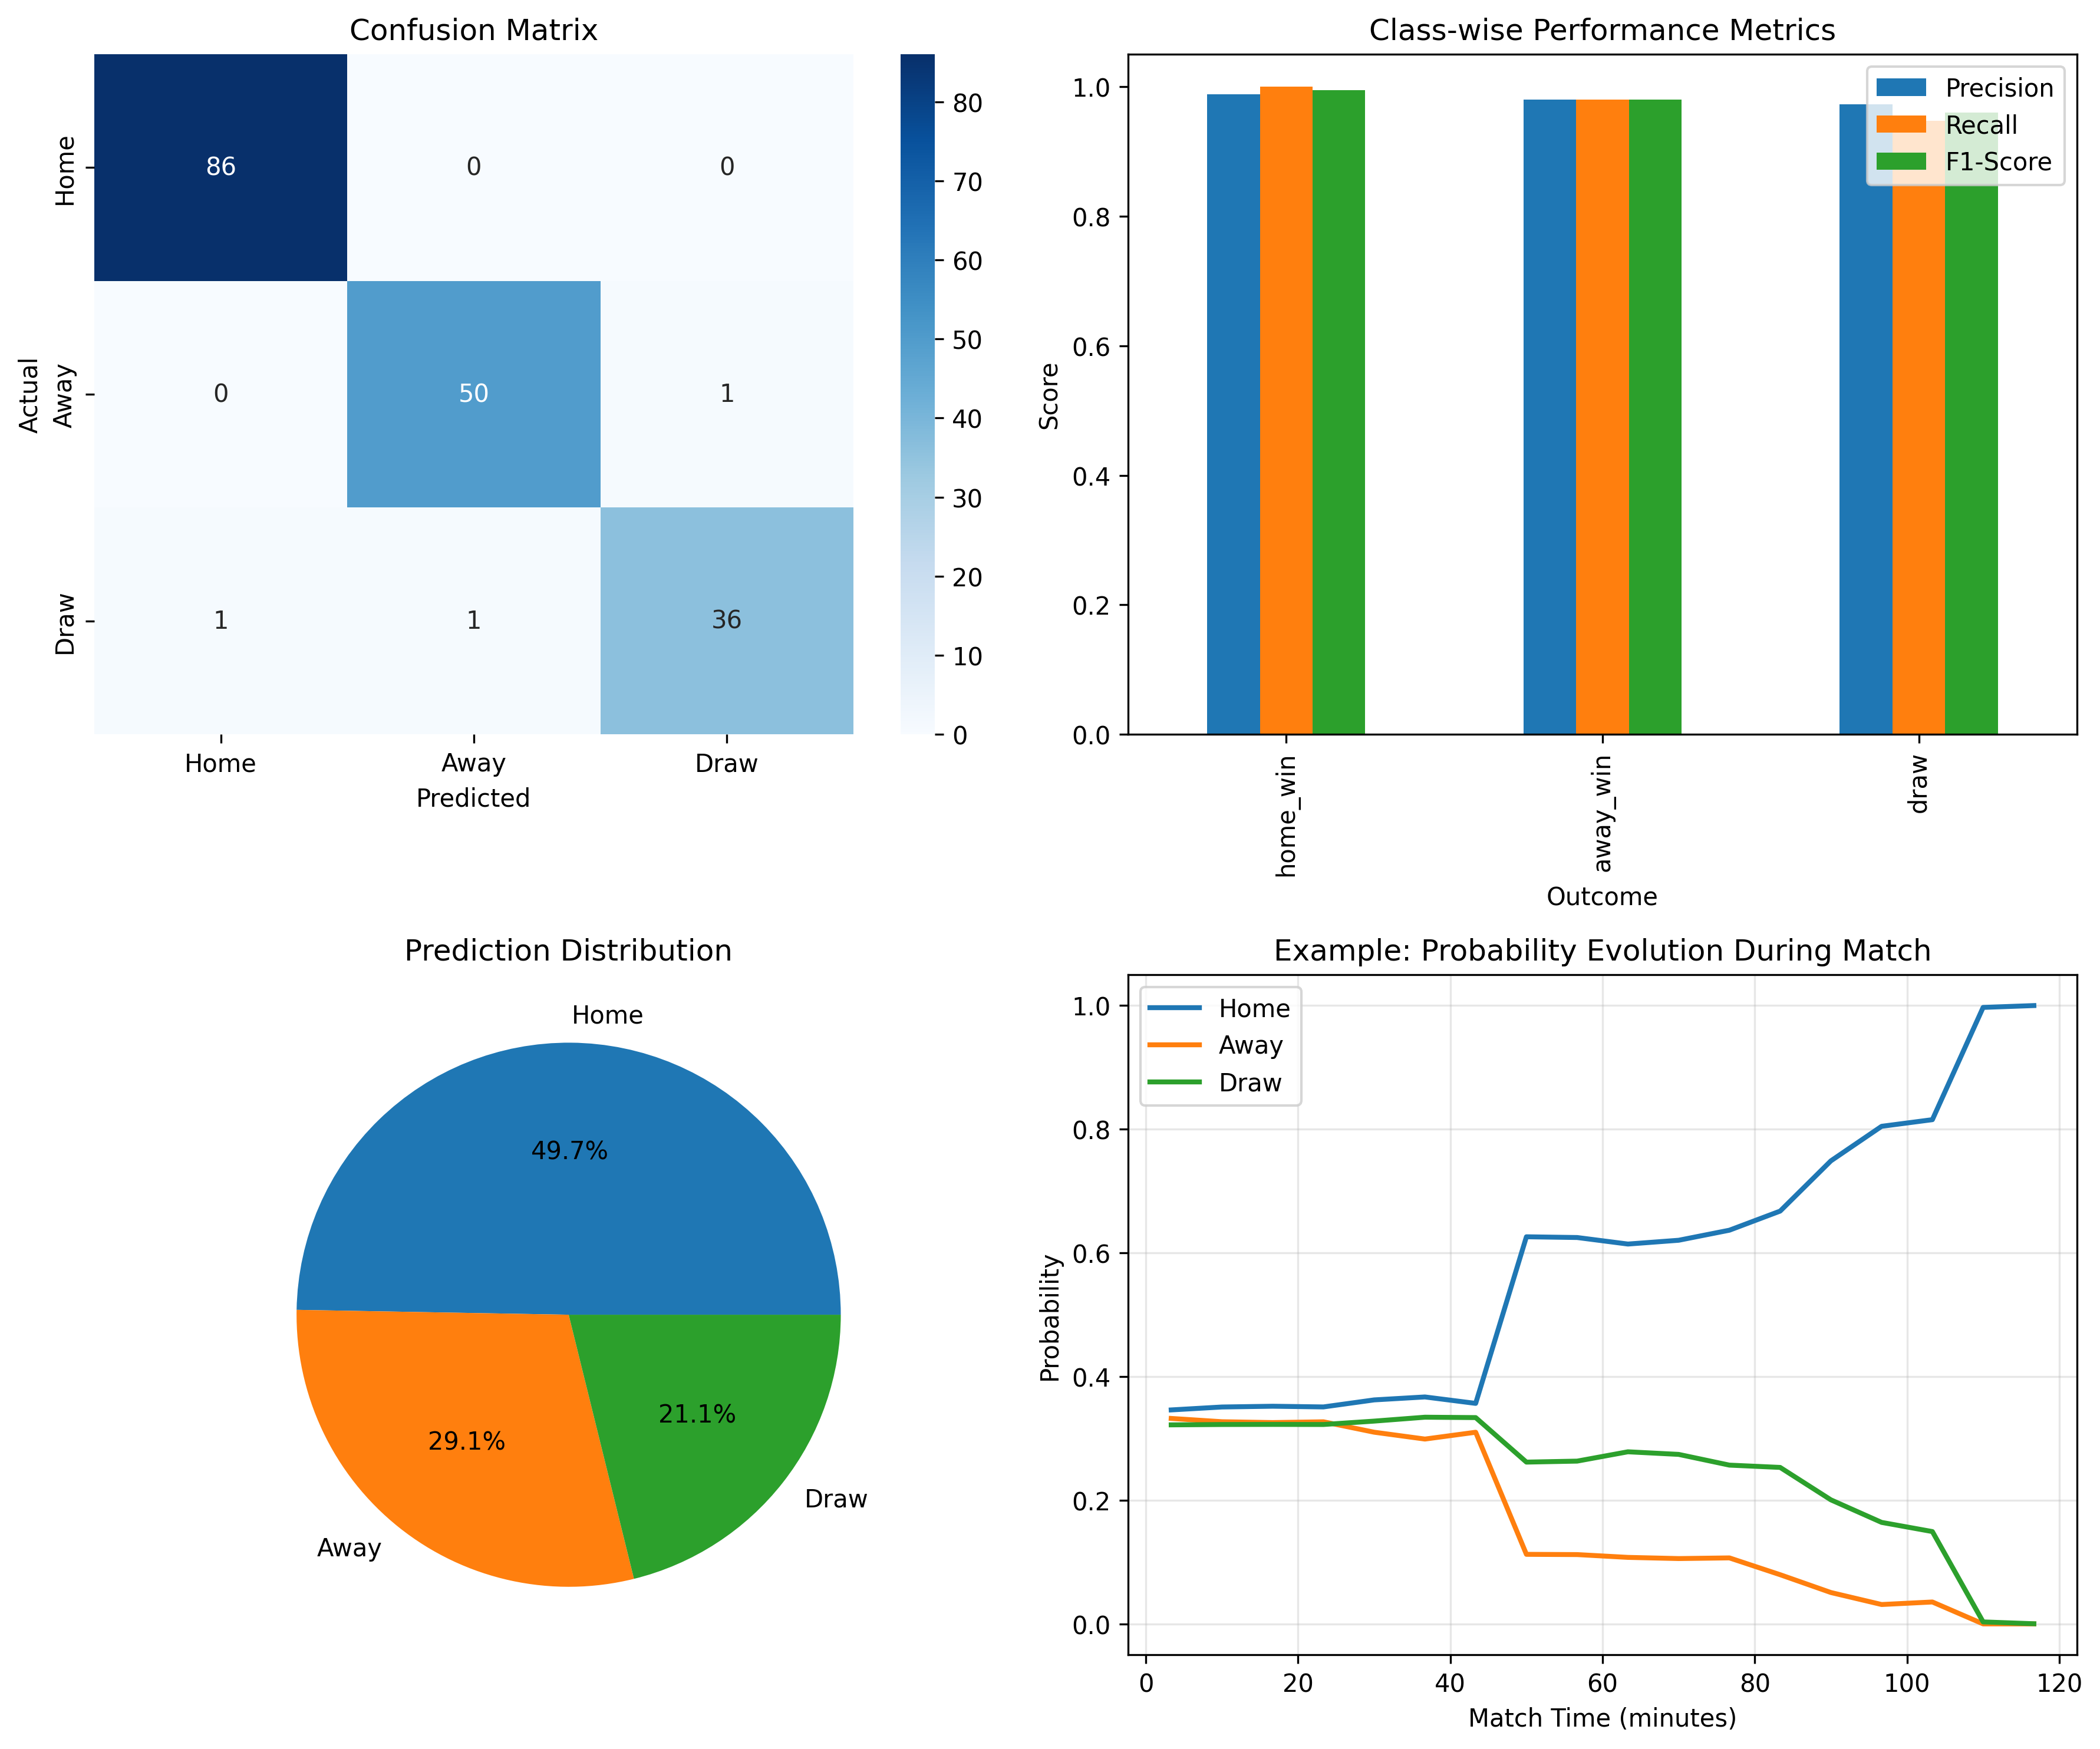 Confusion Matrix
Actual
Home
Away
Draw
86 0 0
0 50 1
1 1 36
Home Away Draw
Predicted
80
70
60
50
40
30
20
10
0
Class-wise Performance Metrics
Precision
Recall
F1-Score
Score
1.0
0.8
0.6
0.4
0.2
0.0
home_win
away_win
draw
Outcome
Prediction Distribution
Home
49.7%
29.1%
21.1%
Away
Draw
Example: Probability Evolution During Match
Home
Away
Draw
Probability
1.0
0.8
0.6
0.4
0.2
0.0
0 20 40 60 80 100 120
Match Time (minutes)